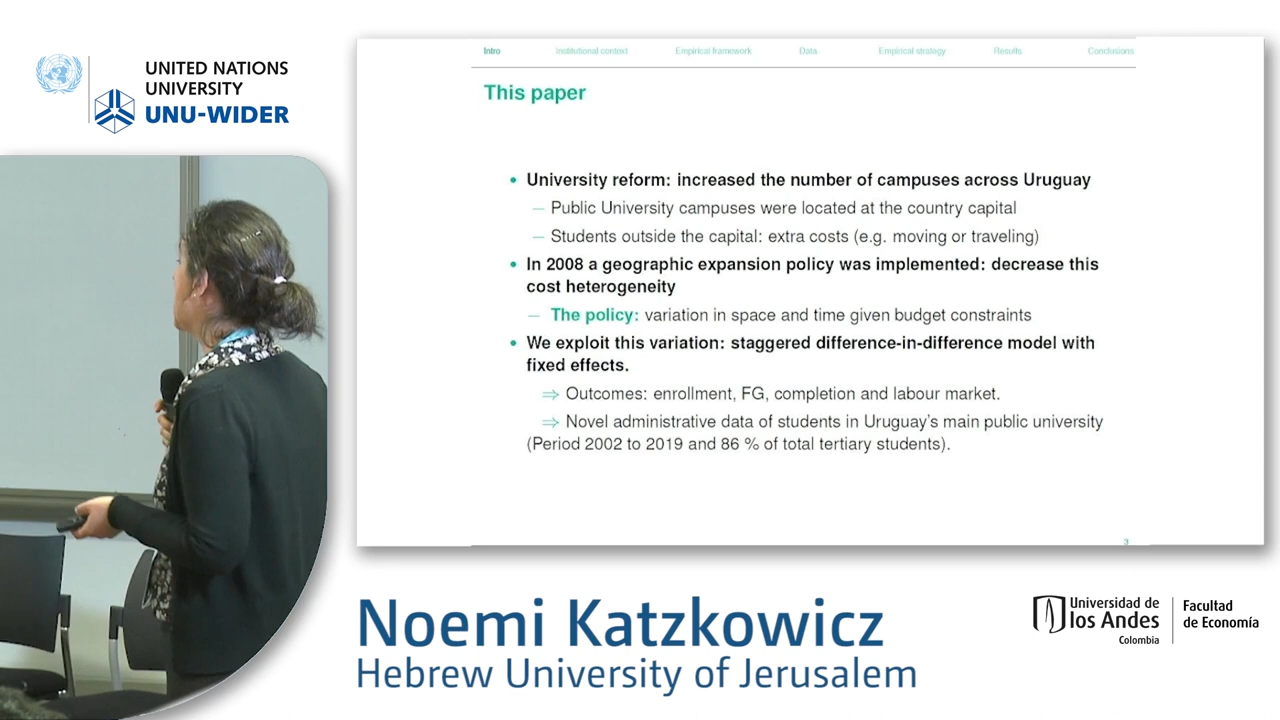 UNITED NATIONS
UNIVERSITY
UNU-WIDER
Intro Institutional context Empirical framework Data Empirical strategy Results Conclusions
This paper
• University reform: increased the number of campuses across Uruguay
– Public University campuses were located at the country capital
– Students outside the capital: extra costs (e.g. moving or traveling)
• In 2008 a geographic expansion policy was implemented: decrease this
cost heterogeneity
– The policy: variation in space and time given budget constraints
• We exploit this variation: staggered difference-in-difference model with
fixed effects.
⇒ Outcomes: enrollment, FG, completion and labour market.
⇒ Novel administrative data of students in Uruguay's main public university
(Period 2002 to 2019 and 86 % of total tertiary students).
3
Noemi Katzkowicz
Hebrew University of Jerusalem
Universidad de
los Andes
Colombia
Facultad
de Economía